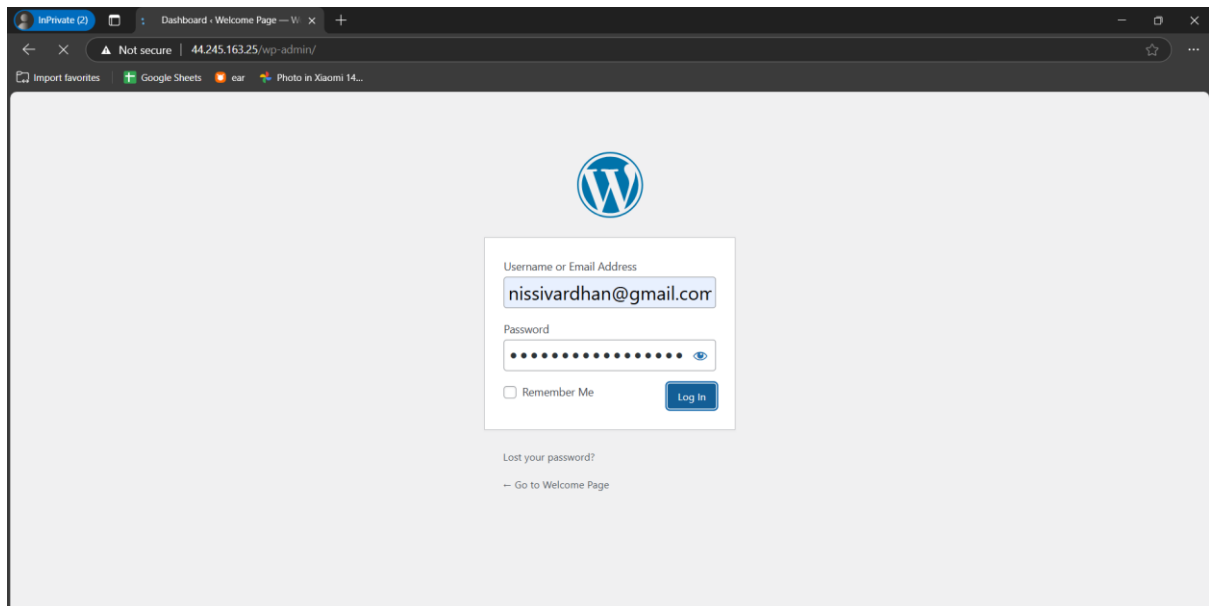 InPrivate (2)
Dashboard ‹ Welcome Page — W
Not secure
44.245.163.25/wp-admin/
Import favorites
Google Sheets
ear
Photo in Xiaomi 14...
Username or Email Address
nissivardhan@gmail.com
Password
Remember Me
Log In
Lost your password?
← Go to Welcome Page